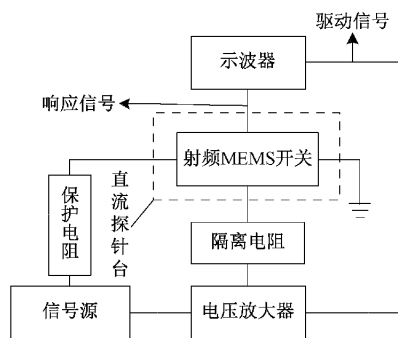 驱动信号
示波器
响应信号
射频MEMS开关
保护电阻
直流探针台
隔离电阻
信号源
电压放大器